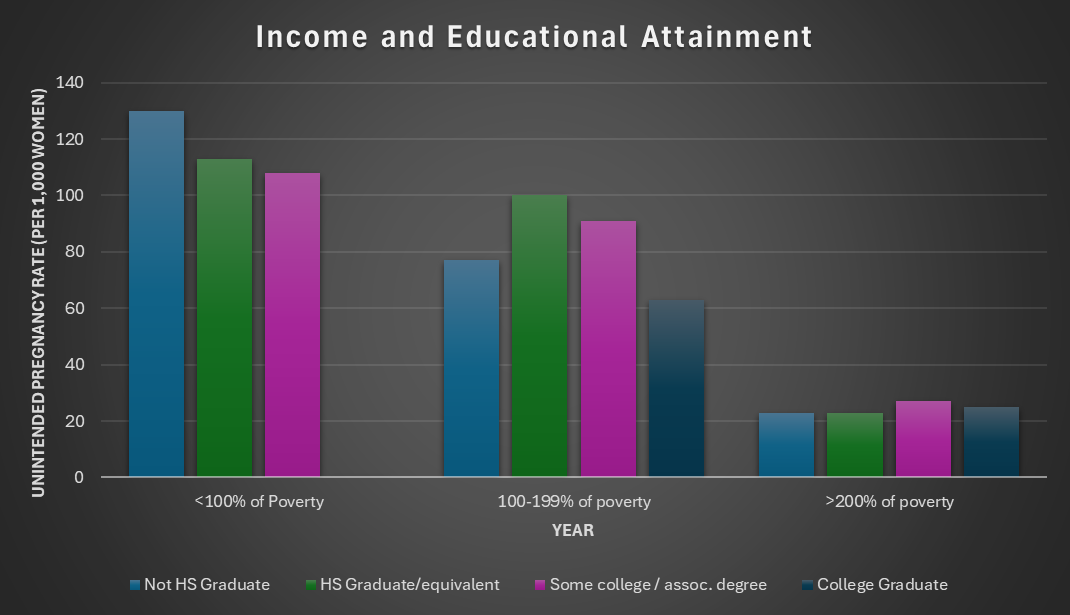 Income and Educational Attainment
UNINTENDED PREGNANCY RATE (PER 1,000 WOMEN)
140
120
100
80
60
40
20
0
<100% of Poverty 100-199% of poverty >200% of poverty
YEAR
Not HS Graduate HS Graduate/equivalent Some college / assoc. degree College Graduate